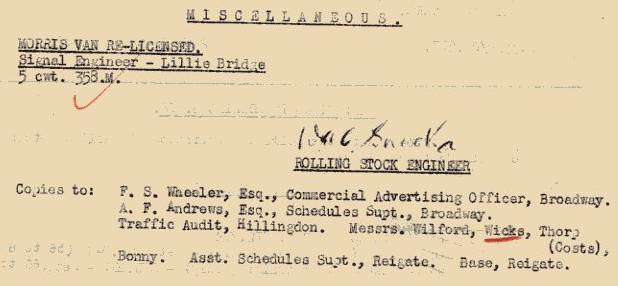 MISCELLANEOUS.
MORRIS VAN RE-LICENSED.
Signal Engineer - Lillie Bridge
5 cwt. 358.M.
ROLLING STOCK ENGINEER
Copies to: F. S. Wheeler, Esq., Commercial Advertising Officer, Broadway.
A. F. Andrews, Esq., Schedules Supt., Broadway.
Traffic Audit, Hillingdon. Messrs. Wilford, Wicks, Thorp
(Costs),
Bonny. Asst. Schedules Supt., Reigate. Base, Reigate.